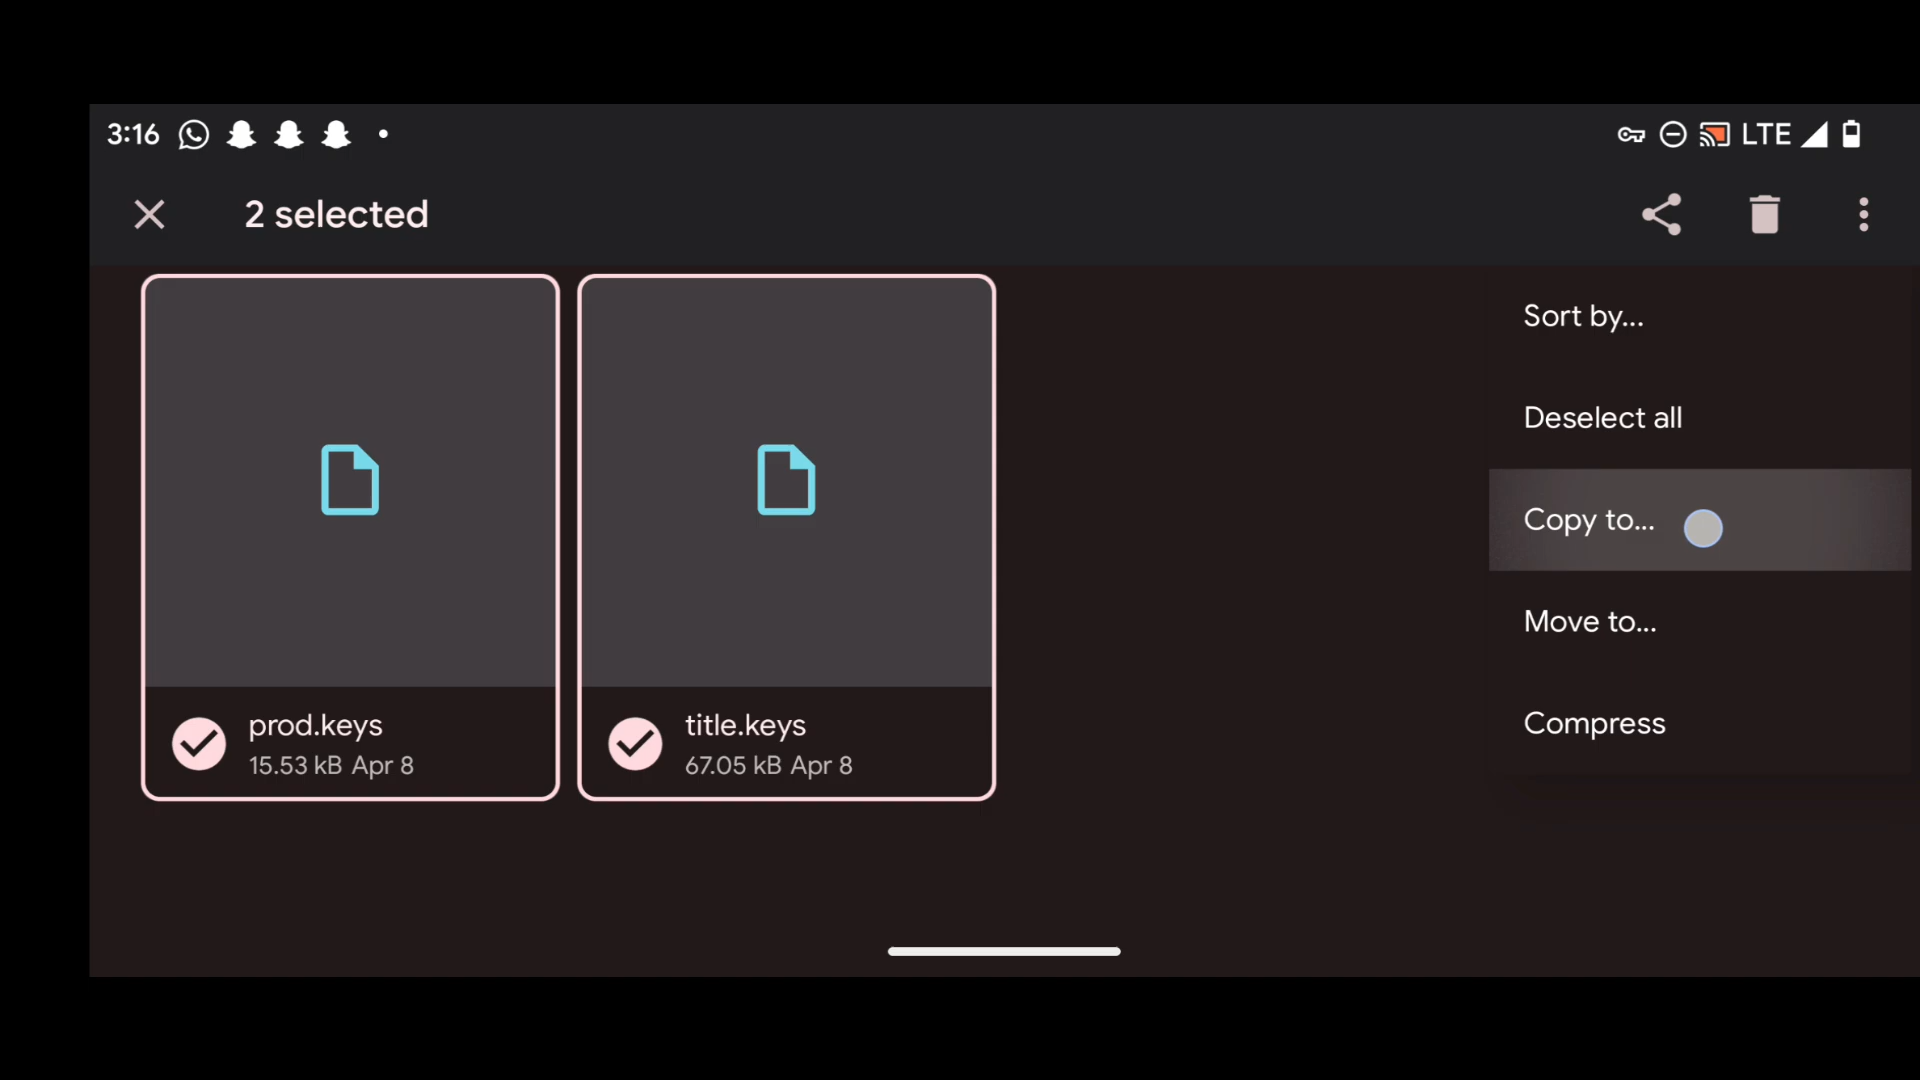 3:16
LTE
2 selected
Sort by...
Deselect all
Copy to...
Move to...
Compress
prod.keys
15.53 kB Apr 8
title.keys
67.05 kB Apr 8